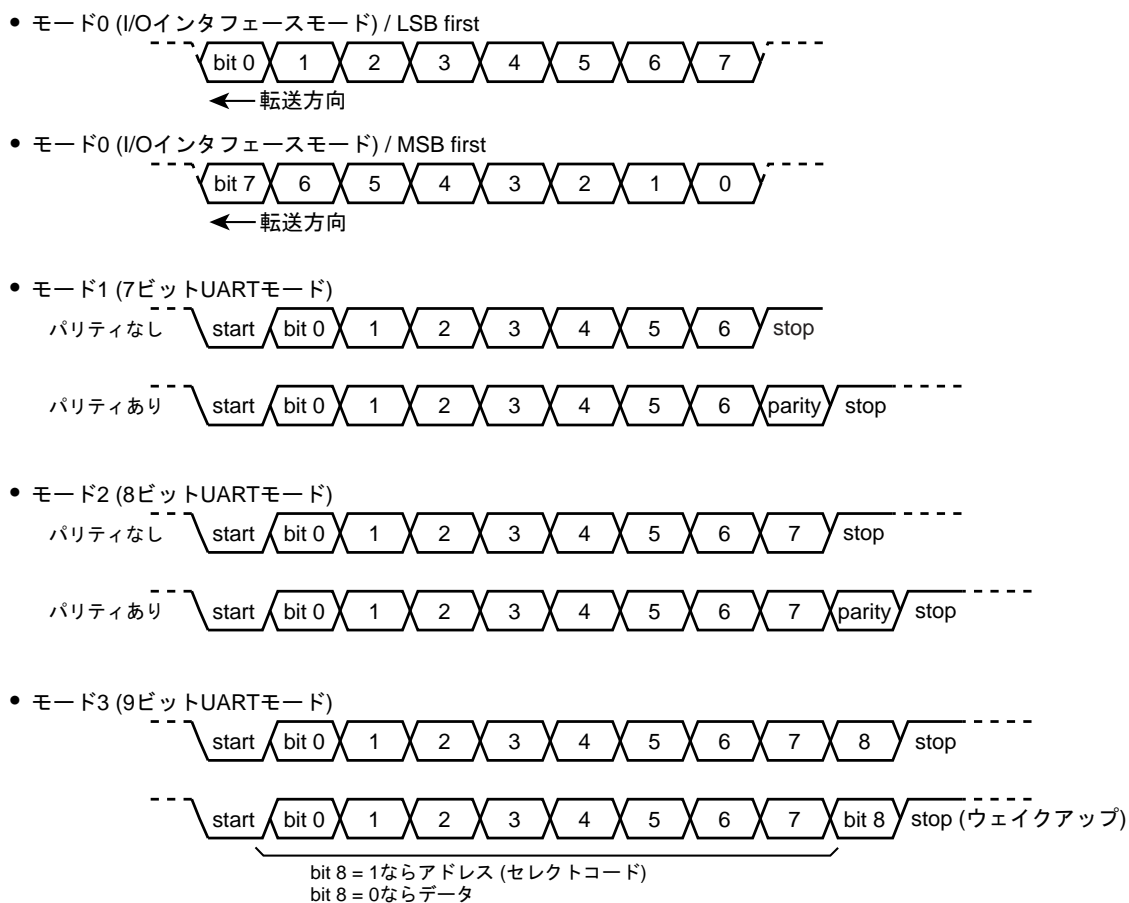 • モード0 (I/Oインタフェースモード) / LSB first
bit 0 1 2 3 4 5 6 7
転送方向
• モード0 (I/Oインタフェースモード) / MSB first
bit 7 6 5 4 3 2 1 0
転送方向
• モード1 (7ビットUARTモード)
パリティなし start bit 0 1 2 3 4 5 6 stop
パリティあり start bit 0 1 2 3 4 5 6 parity stop
• モード2 (8ビットUARTモード)
パリティなし start bit 0 1 2 3 4 5 6 7 stop
パリティあり start bit 0 1 2 3 4 5 6 7 parity stop
• モード3 (9ビットUARTモード)
start bit 0 1 2 3 4 5 6 7 8 stop
start bit 0 1 2 3 4 5 6 7 bit 8 stop (ウェイクアップ)
bit 8 = 1ならアドレス (セレクトコード)
bit 8 = 0ならデータ